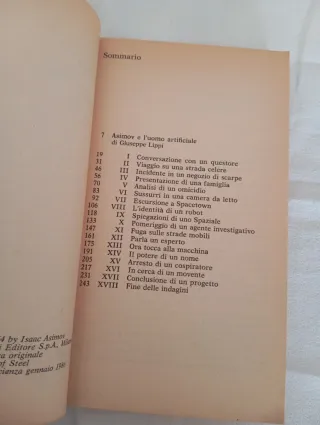 Sommario
7 Asimov e l'uomo artificiale
di Giuseppe Lippi
19 I Conversazione con un questore
31 II Viaggio su una strada celere
46 III Incidente in un negozio di scarpe
56 IV Presentazione di una famiglia
70 V Analisi di un omicidio
83 VI Sussurri in una camera da letto
92 VII Escursione a Spacetown
106 VIII L'identità di un robot
118 IX Spiegazioni di uno Spaziale
135 X Pomeriggio di un agente investigativo
147 XI Fuga sulle strade mobili
161 XII Parla un esperto
175 XIII Ora tocca alla macchina
191 XIV Il potere di un nome
205 XV Arresto di un cospiratore
217 XVI In cerca di un movente
231 XVII Conclusione di un progetto
243 XVIII Fine delle indagini
4 by Isaac Asimov
i Editore S.p.A.,
a originale
of Steel
cienza gennaio